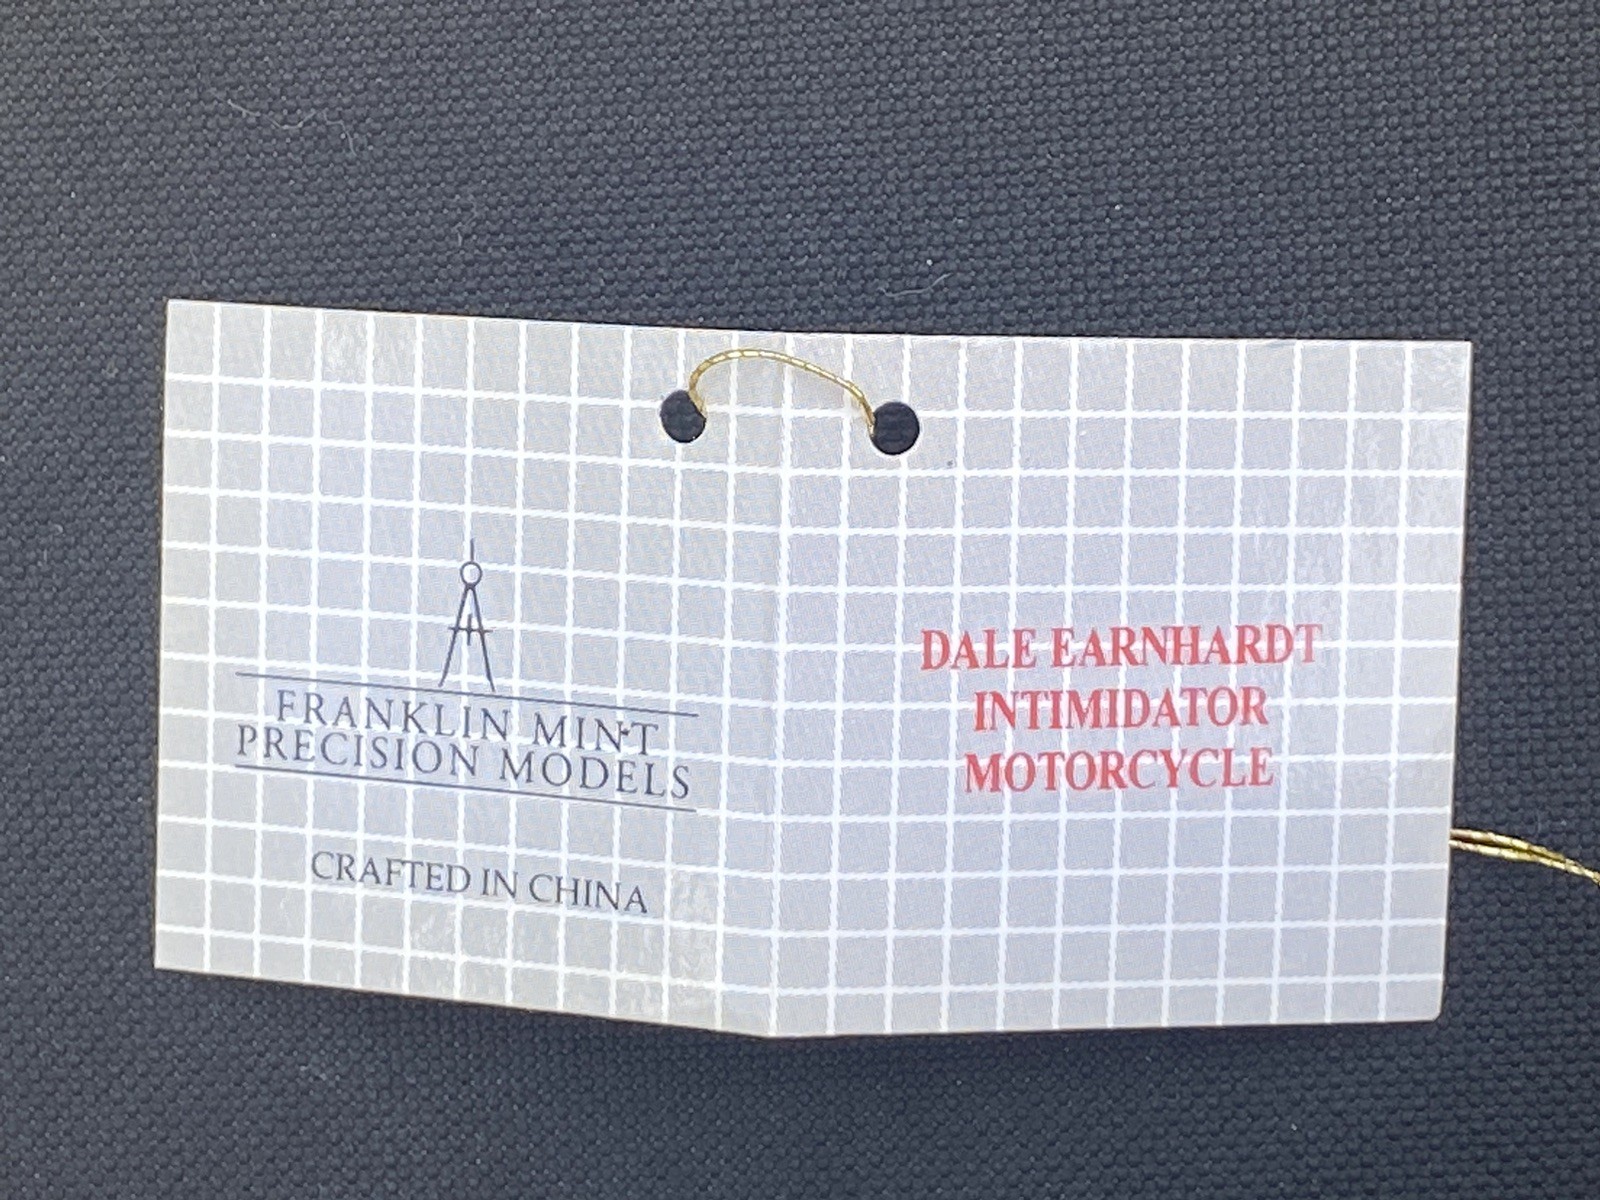 FRANKLIN MINT
PRECISION MODELS
CRAFTED IN CHINA
DALE EARNHARDT
INTIMIDATOR
MOTORCYCLE